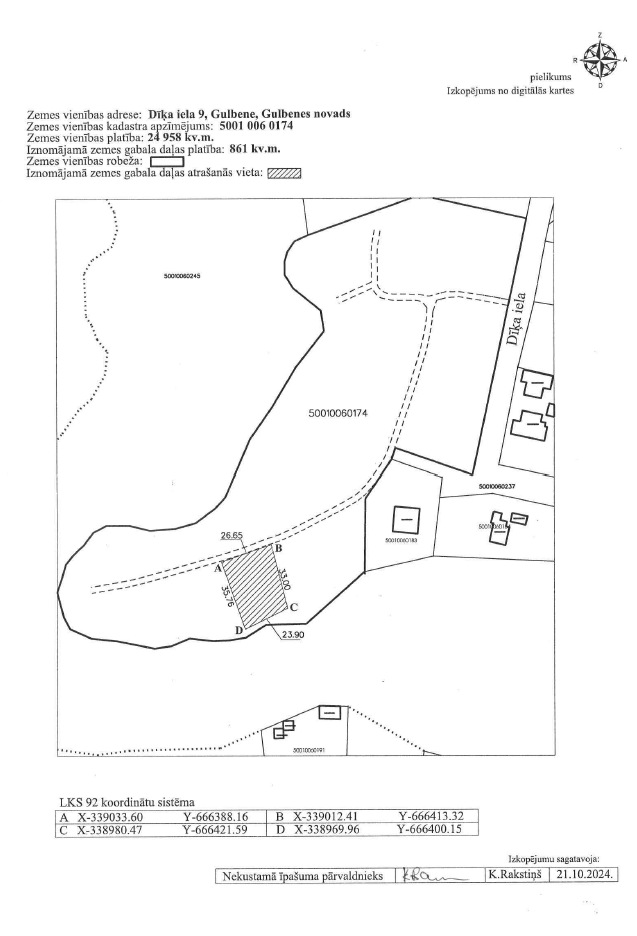 Z
R A
D
pielikums
Izkopējums no digitālās kartes
Zemes vienības adrese: Dīķa iela 9, Gulbene, Gulbenes novads
Zemes vienības kadastra apzīmējums: 5001 006 0174
Zemes vienības platība: 24 958 kv.m.
Iznomājamā zemes gabala daļas platība: 861 kv.m.
Zemes vienības robeža:
Iznomājamā zemes gabala daļas atrašanās vieta:
50010060245
Dīķa iela
50010060174
50010060237
50010060183
26.65
A
B
33.00
35.76
C
D
23.90
50010060191
LKS 92 koordinātu sistēma
A X-339033.60 Y-666388.16 B X-339012.41 Y-666413.32
C X-338980.47 Y-666421.59 D X-338969.96 Y-666400.15
Izkopējumu sagatavoja:
Nekustamā īpašuma pārvaldnieks K.Rakstiņš 21.10.2024.